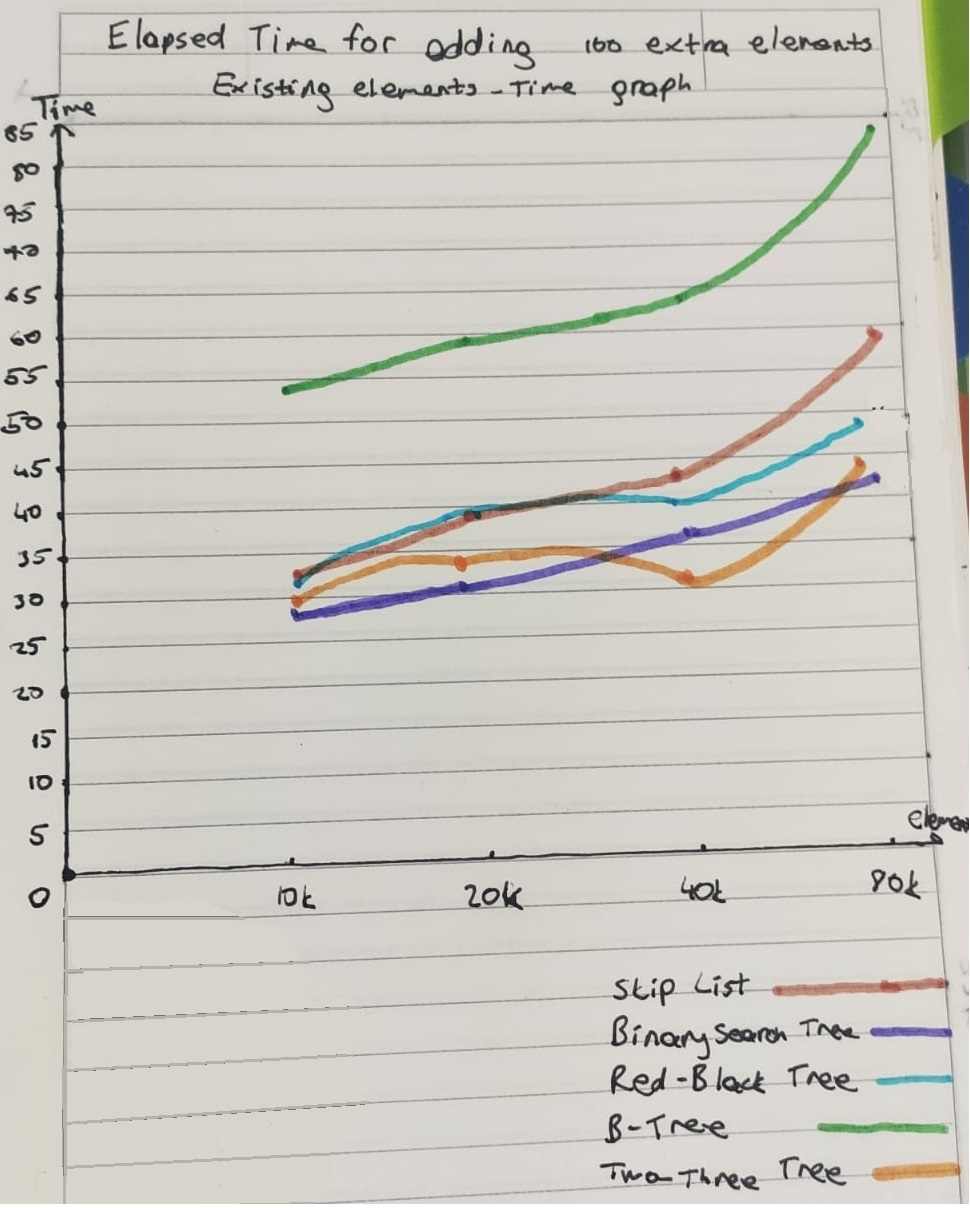 Elapsed Time for adding 100 extra elements
Existing elements - Time graph
Time
85
80
75
70
65
60
55
50
45
40
35
30
25
20
15
10
5
0
10k 20k 40k 80k
element
Skip List
Binary Search Tree
Red-Black Tree
B-Tree
Two-Three Tree